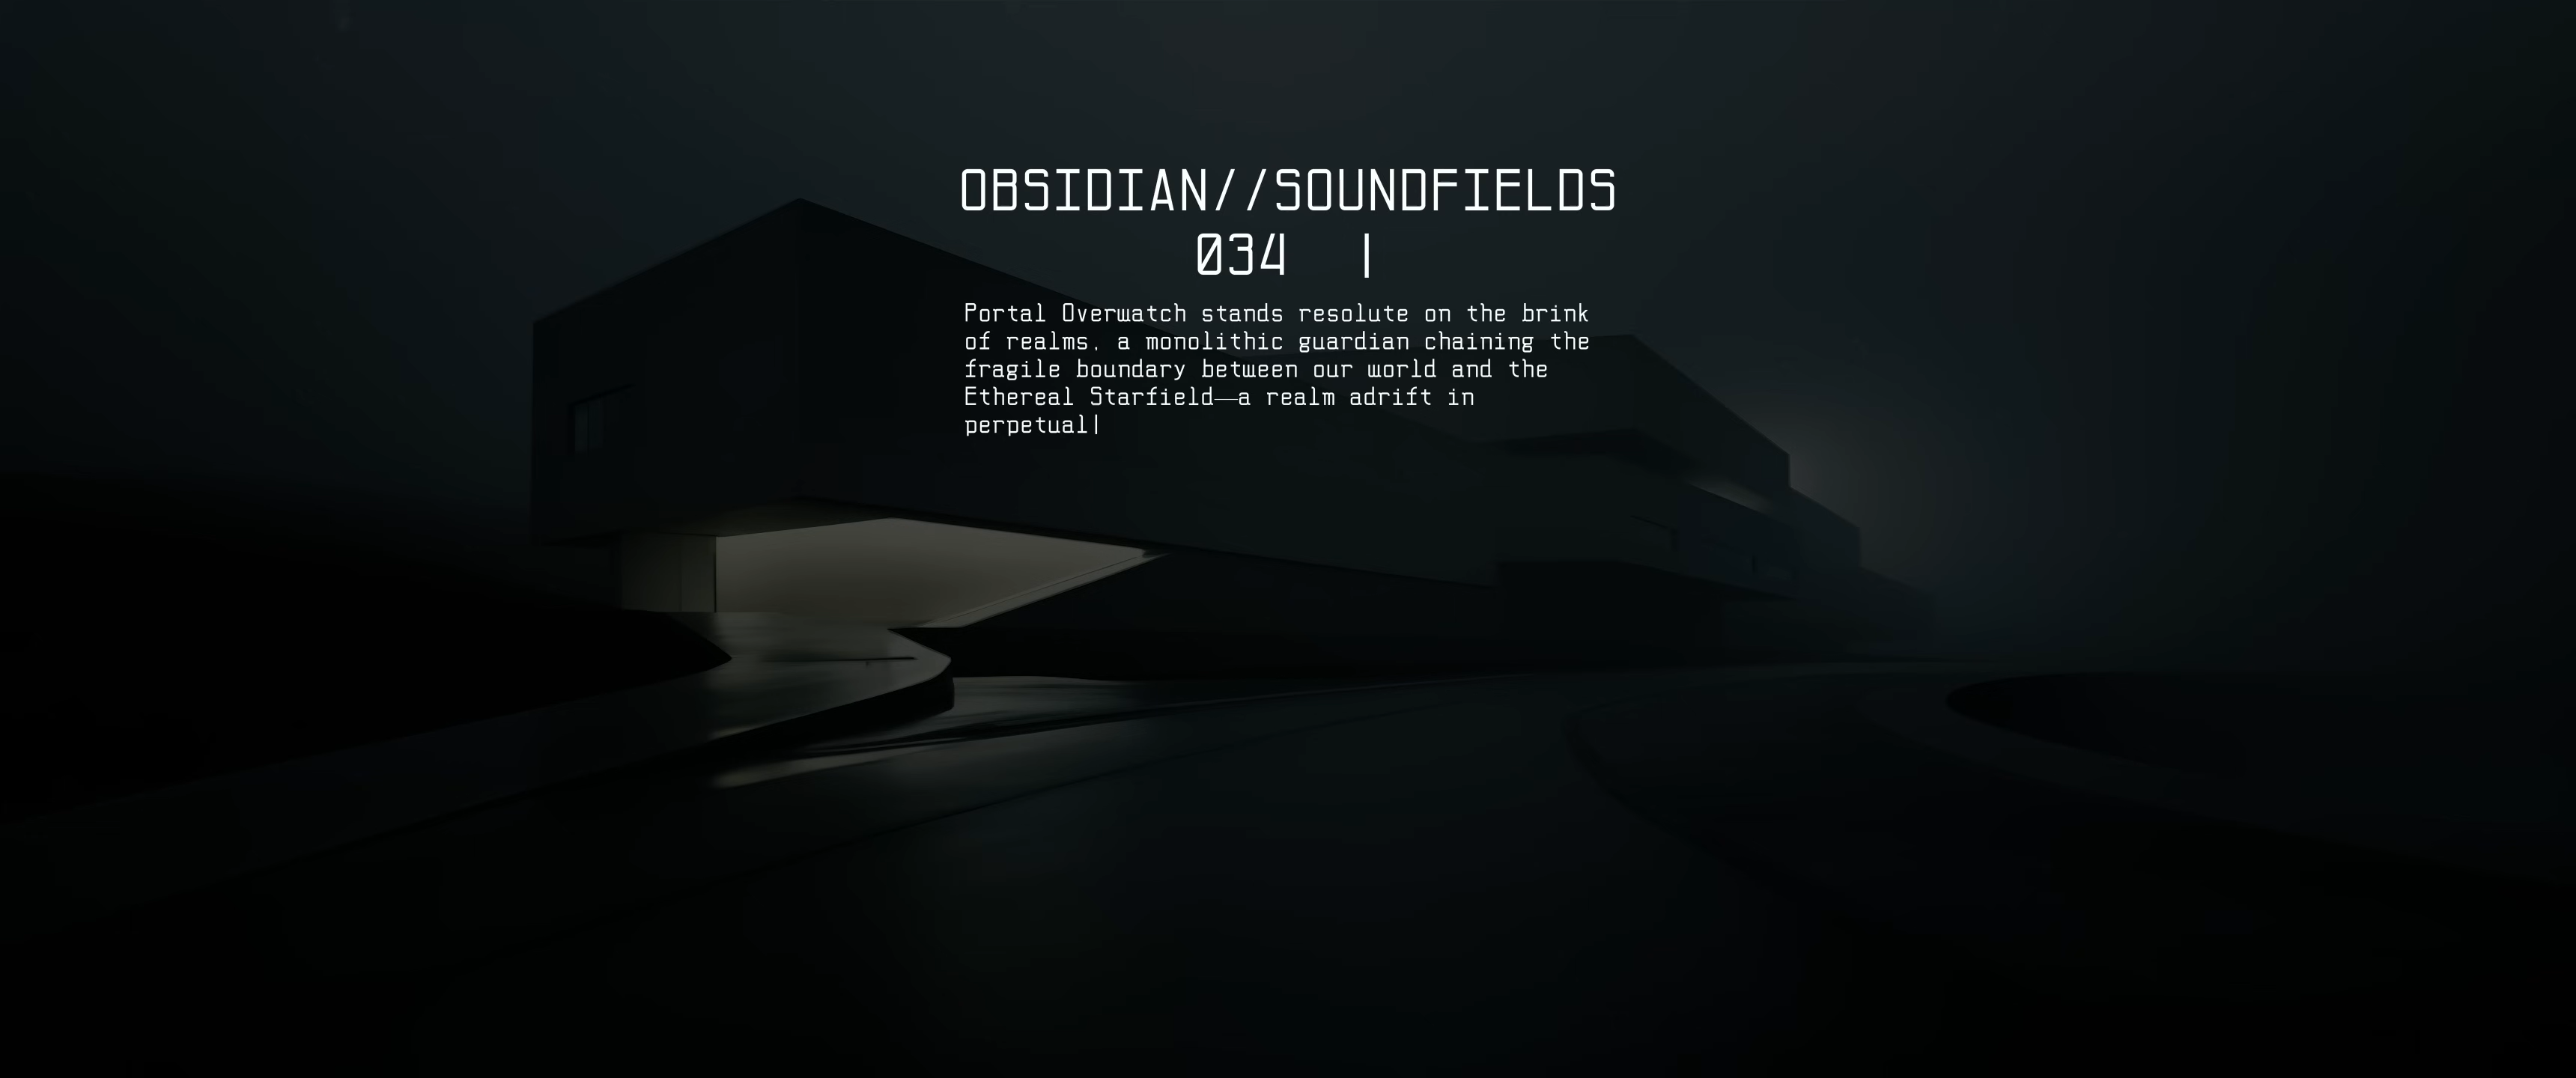 OBSIDIAN//SOUNDFIELDS
034 |
Portal Overwatch stands resolute on the brink
of realms, a monolithic guardian chaining the
fragile boundary between our world and the
Ethereal Starfield—a realm adrift in
perpetual|